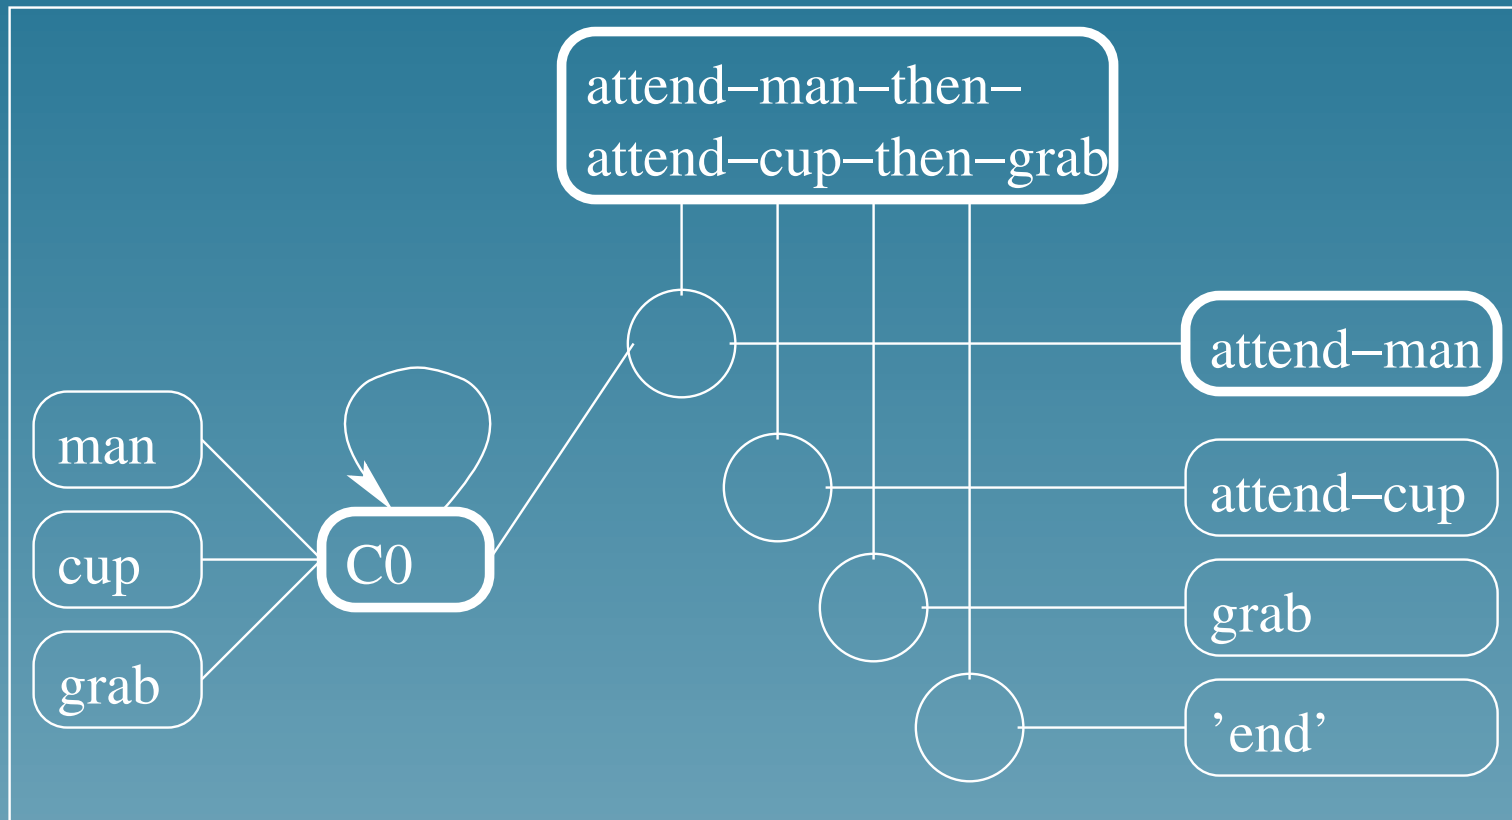 attend–man–then–
attend–cup–then–grab
attend–man
man
attend–cup
cup
C0
grab
grab
’end’